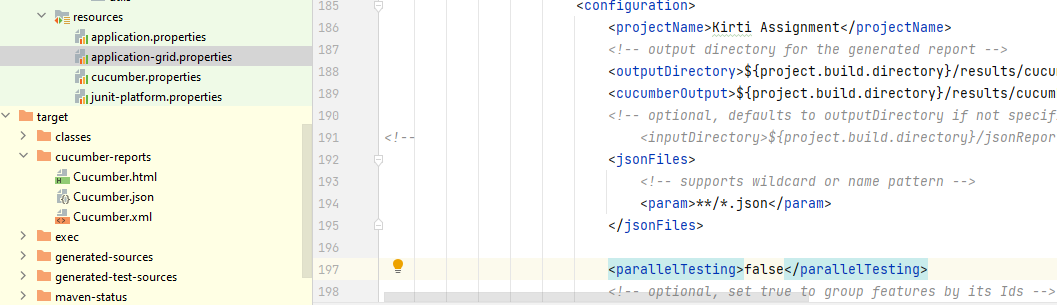 utils
resources
application.properties
application-grid.properties
cucumber.properties
junit-platform.properties
target
classes
cucumber-reports
Cucumber.html
Cucumber.json
Cucumber.xml
exec
generated-sources
generated-test-sources
maven-status
185 <configuration>
186 <projectName>Kirti Assignment</projectName>
187 <!-- output directory for the generated report -->
188 <outputDirectory>${project.build.directory}/results/cucu
189 <cucumberOutput>${project.build.directory}/results/cucum
190 <!-- optional, defaults to outputDirectory if not specif
191 <!-- <inputDirectory>${project.build.directory}/jsonRepor
192 <jsonFiles>
193 <!-- supports wildcard or name pattern -->
194 <param>**/*.json</param>
195 </jsonFiles>
196
197 <parallelTesting>false</parallelTesting>
198 <!-- optional, set true to group features by its Ids -->